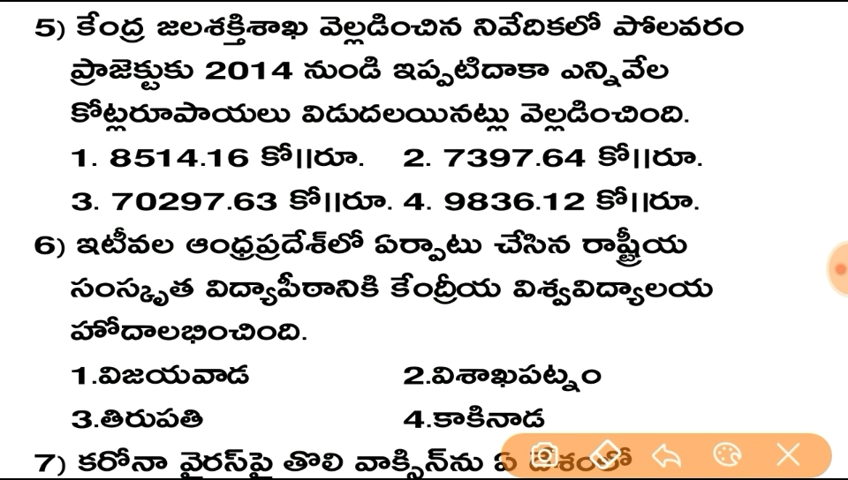 5) కేంద్ర జలశక్తిశాఖ వెల్లడించిన నివేదికలో పోలవరం
ప్రాజెక్టుకు 2014 నుండి ఇప్పటిదాకా ఎన్నివేల
కోట్లరూపాయలు విడుదలయినట్లు వెల్లడించింది.
1. 8514.16 కో||రూ. 2. 7397.64 కో||రూ.
3. 70297.63 కో||రూ. 4. 9836.12 కో||రూ.
6) ఇటీవల ఆంధ్రప్రదేశ్‌లో ఏర్పాటు చేసిన రాష్ట్రీయ
సంస్కృత విద్యాపీఠానికి కేంద్రీయ విశ్వవిద్యాలయ
హోదాలభించింది.
1.విజయవాడ 2.విశాఖపట్నం
3.తిరుపతి 4.కాకినాడ
7) కరోనా వైరస్‌పై తొలి వాక్సిన్‌ను ఏ దేశంలో